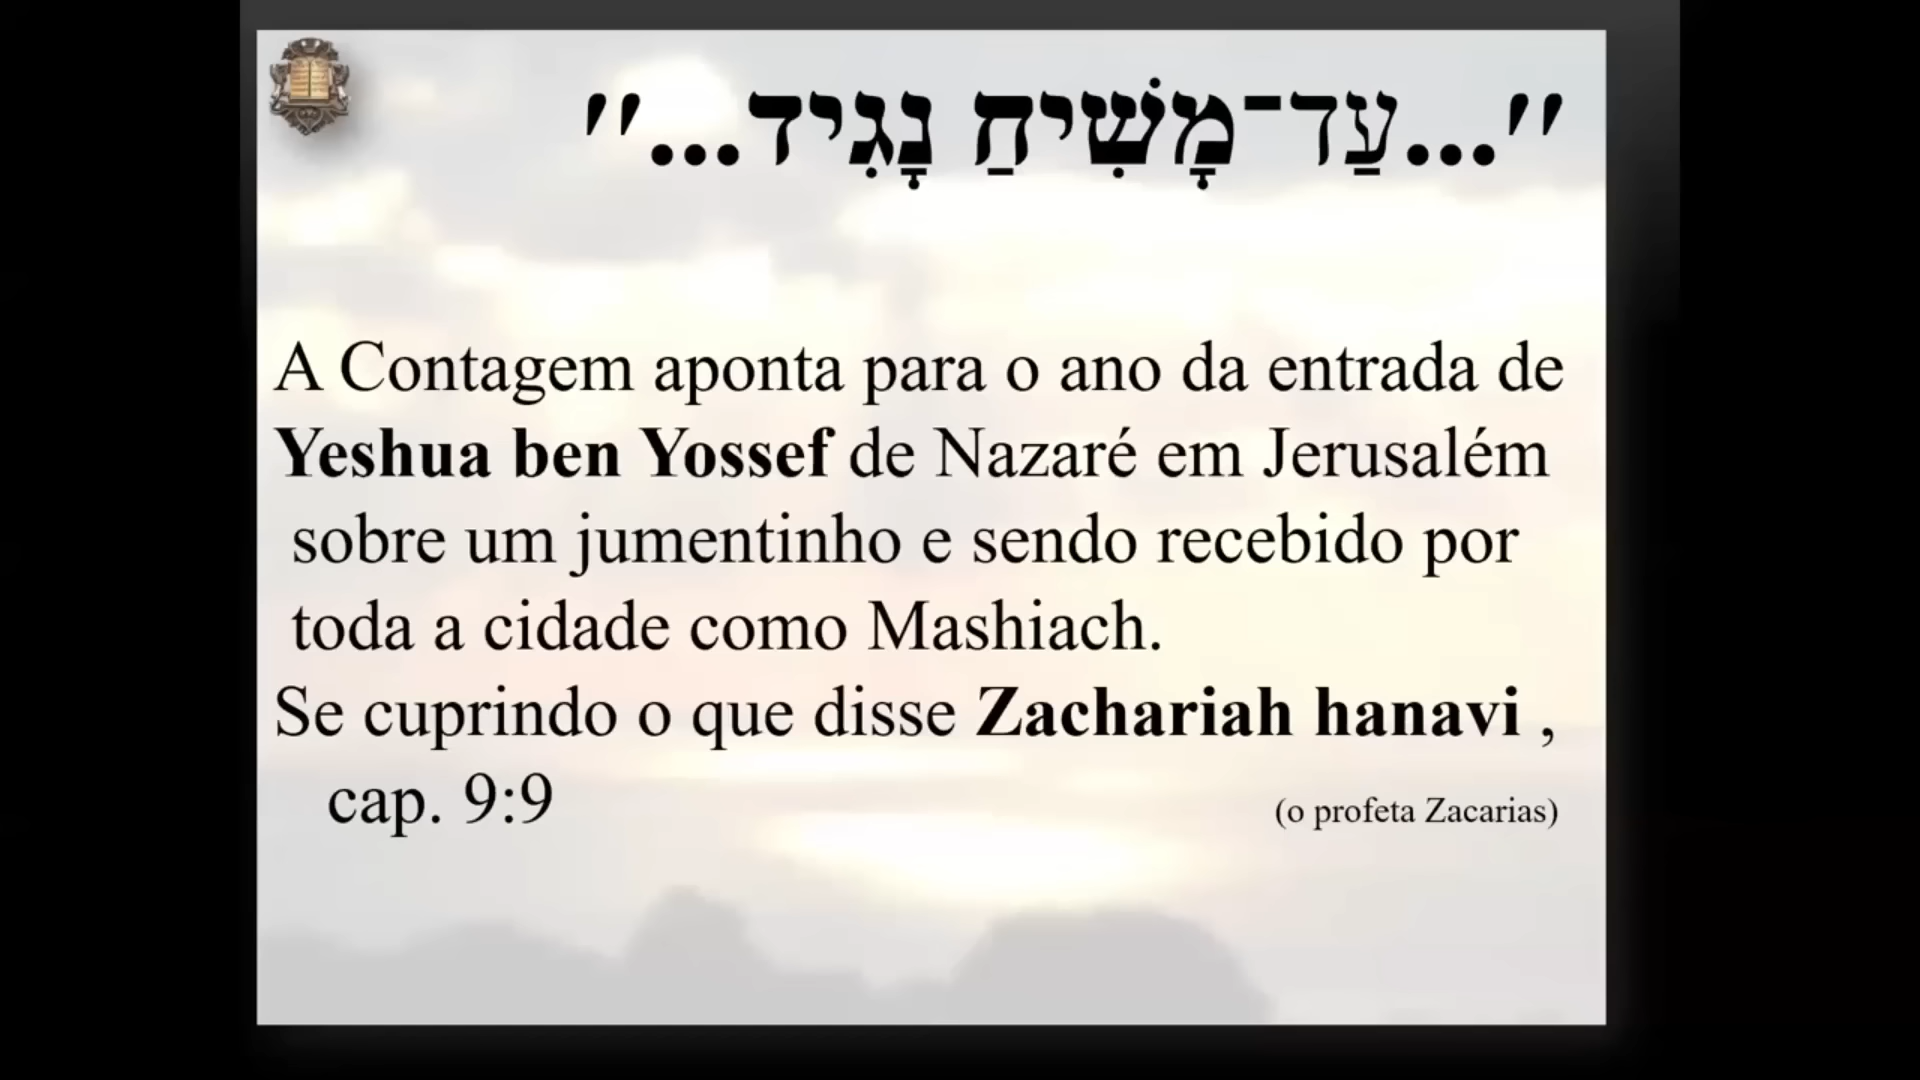 "...עַד־מָשִׁיחַ נָגִיד..."
A Contagem aponta para o ano da entrada de
Yeshua ben Yossef de Nazaré em Jerusalém
sobre um jumentinho e sendo recebido por
toda a cidade como Mashiach.
Se cuprindo o que disse Zachariah hanavi ,
cap. 9:9 (o profeta Zacarias)